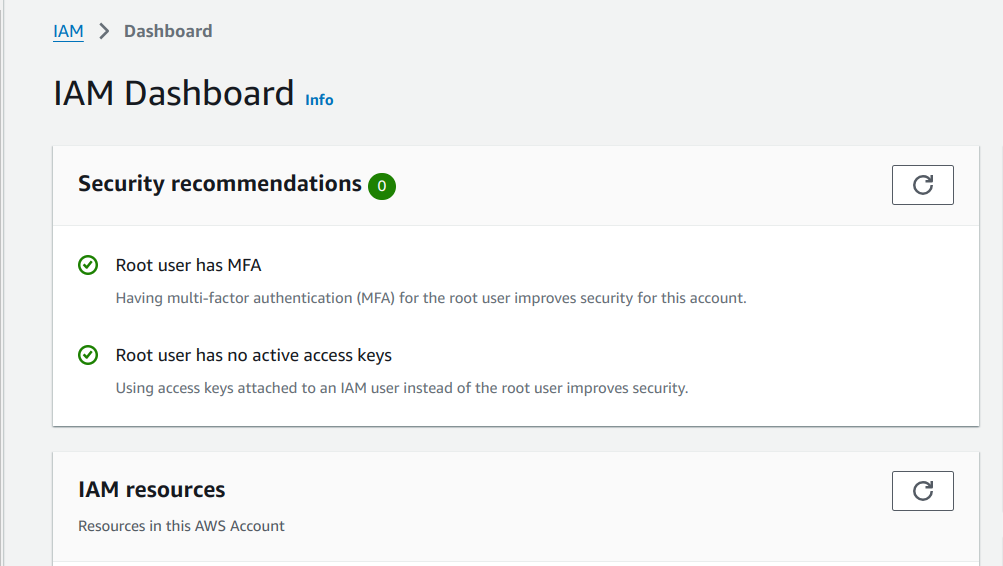 IAM > Dashboard
IAM Dashboard Info
Security recommendations 0
Root user has MFA
Having multi-factor authentication (MFA) for the root user improves security for this account.
Root user has no active access keys
Using access keys attached to an IAM user instead of the root user improves security.
IAM resources
Resources in this AWS Account